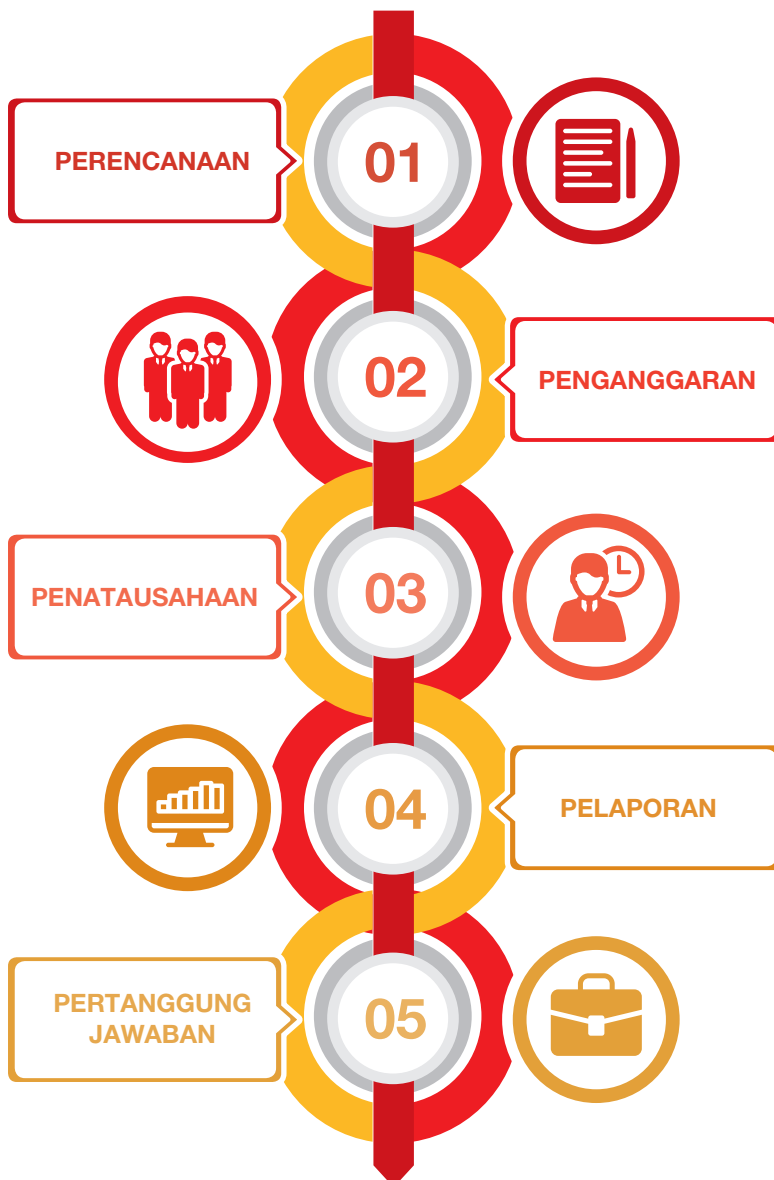 PERENCANAAN
01
02
PENGANGGARAN
PENATAUSAHAAN
03
04
PELAPORAN
PERTANGGUNG
JAWABAN
05